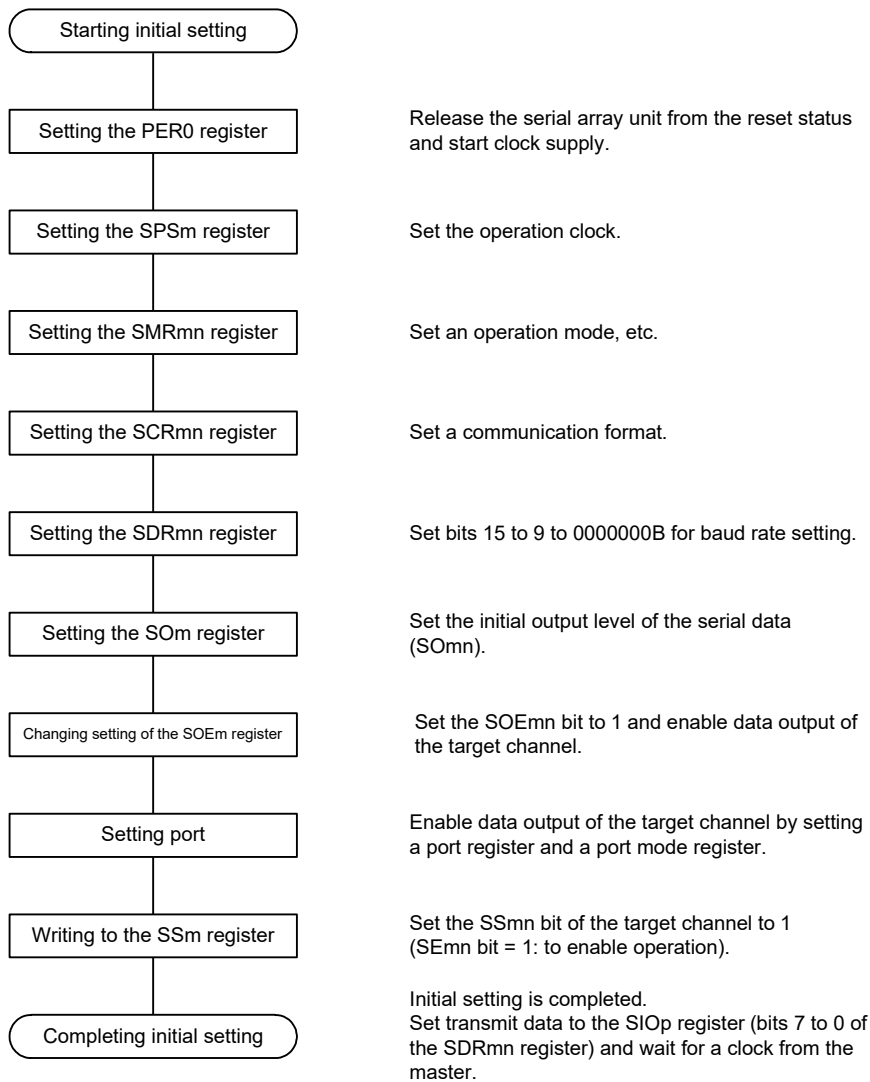 Starting initial setting
Setting the PER0 register
Release the serial array unit from the reset status
and start clock supply.
Setting the SPSm register
Set the operation clock.
Setting the SMRmn register
Set an operation mode, etc.
Setting the SCRmn register
Set a communication format.
Setting the SDRmn register
Set bits 15 to 9 to 0000000B for baud rate setting.
Setting the SOm register
Set the initial output level of the serial data
(SOmn).
Changing setting of the SOEm register
Set the SOEmn bit to 1 and enable data output of
the target channel.
Setting port
Enable data output of the target channel by setting
a port register and a port mode register.
Writing to the SSm register
Set the SSmn bit of the target channel to 1
(SEmn bit = 1: to enable operation).
Completing initial setting
Initial setting is completed.
Set transmit data to the SIOp register (bits 7 to 0 of
the SDRmn register) and wait for a clock from the
master.